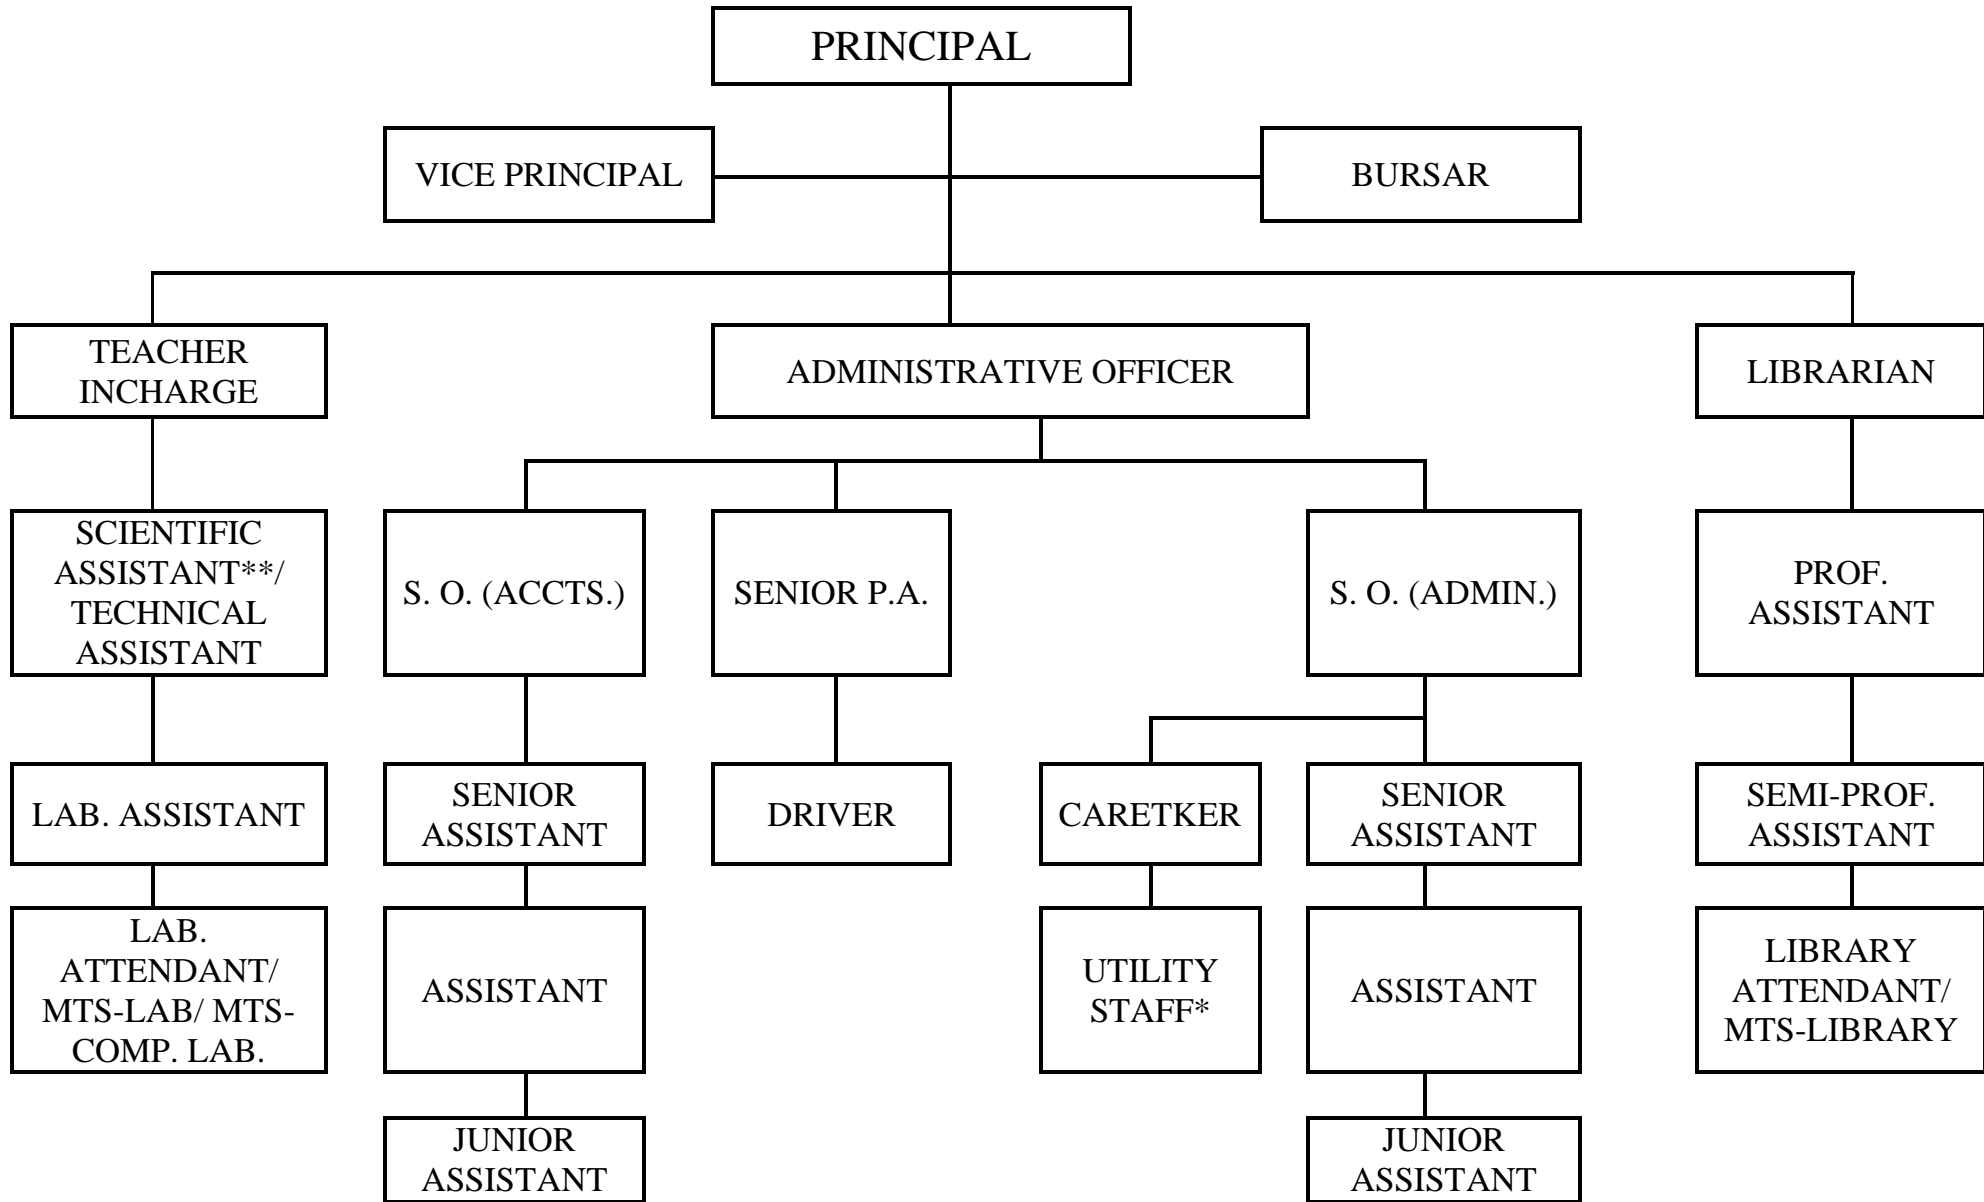 PRINCIPAL
VICE PRINCIPAL
BURSAR
TEACHER
INCHARGE
ADMINISTRATIVE OFFICER
LIBRARIAN
SCIENTIFIC
ASSISTANT**/
TECHNICAL
ASSISTANT
S. O. (ACCTS.)
SENIOR P.A.
S. O. (ADMIN.)
PROF.
ASSISTANT
LAB. ASSISTANT
SENIOR
ASSISTANT
DRIVER
CARETKER
SENIOR
ASSISTANT
SEMI-PROF.
ASSISTANT
LAB.
ATTENDANT/
MTS-LAB/ MTS-
COMP. LAB.
ASSISTANT
UTILITY
STAFF*
ASSISTANT
LIBRARY
ATTENDANT/
MTS-LIBRARY
JUNIOR
ASSISTANT
JUNIOR
ASSISTANT